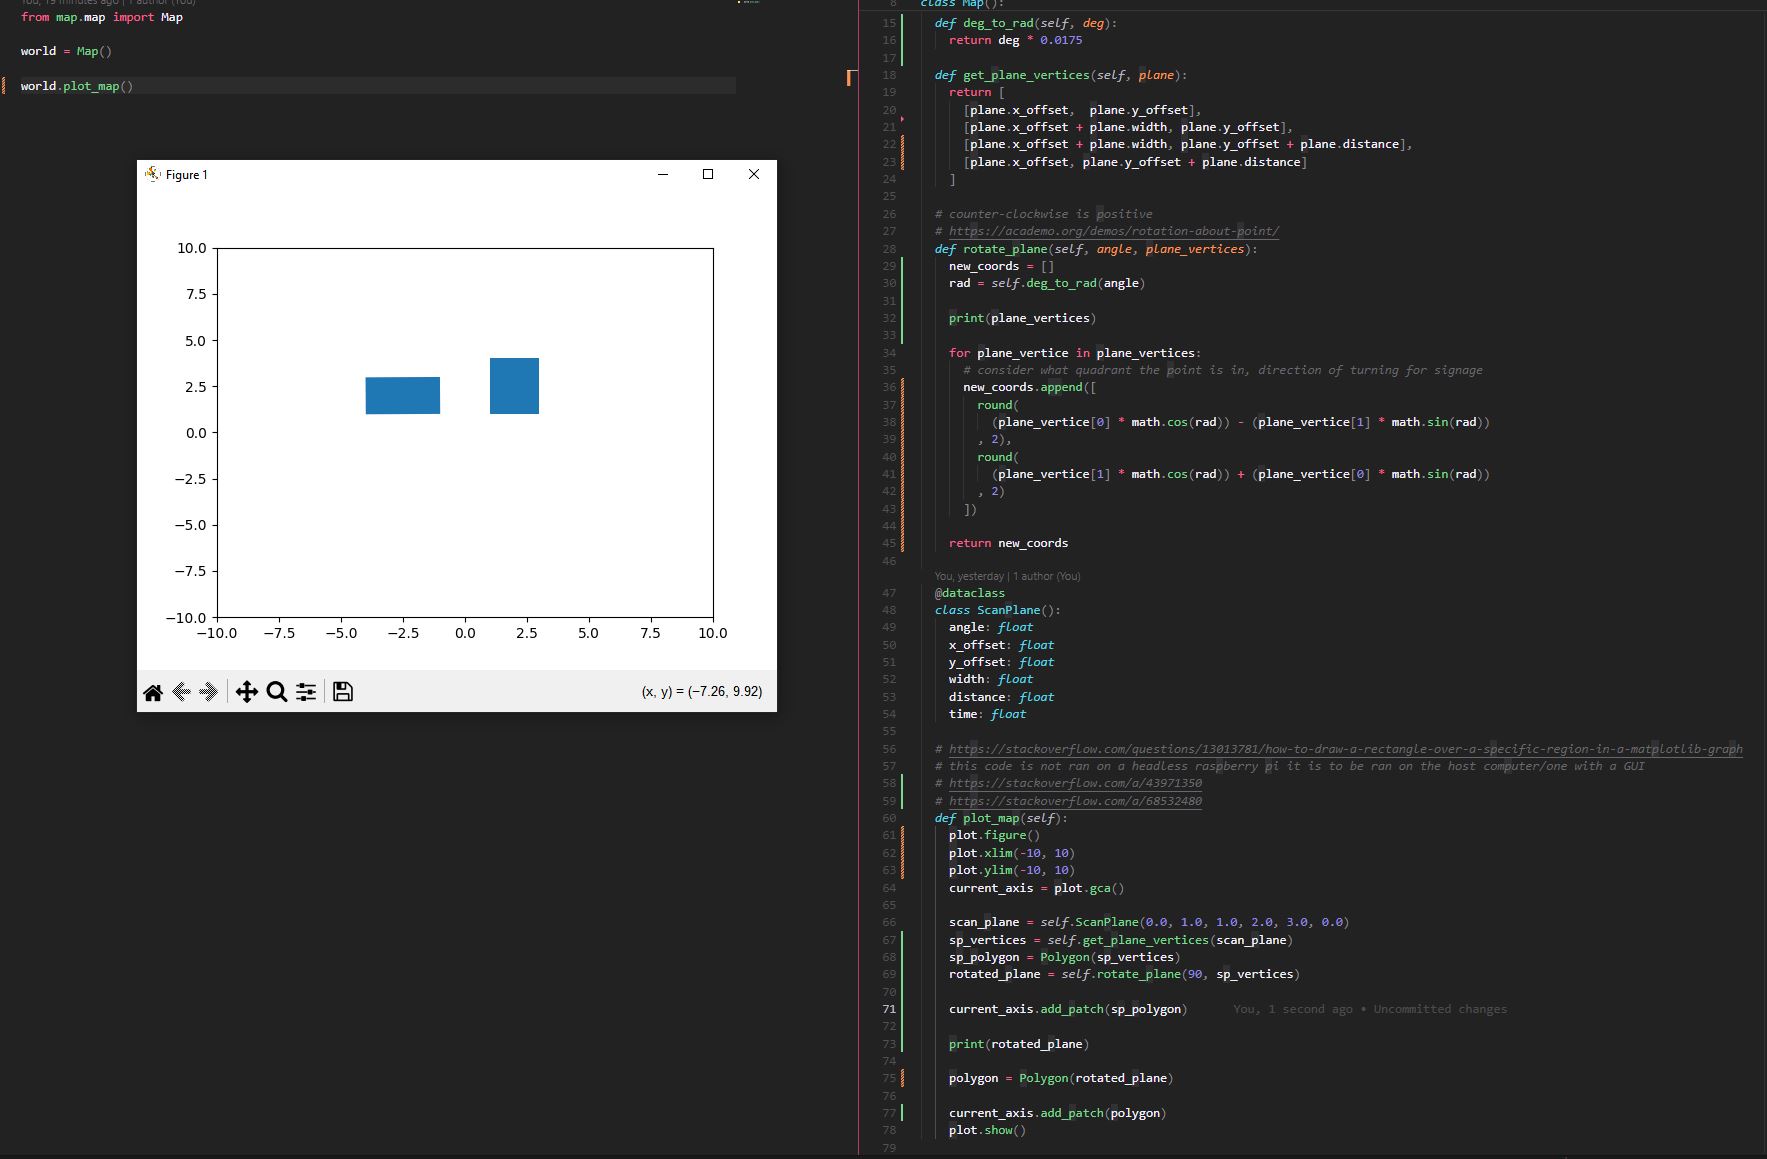 You, 19 minutes ago | 1 author (You)
from map.map import Map
world = Map()
world.plot_map()
Figure 1
10.0
7.5
5.0
2.5
0.0
−2.5
−5.0
−7.5
−10.0
−10.0 −7.5 −5.0 −2.5 0.0 2.5 5.0 7.5 10.0
(x, y) = (−7.26, 9.92)
8 class Map():
15 def deg_to_rad(self, deg):
16 return deg * 0.0175
17
18 def get_plane_vertices(self, plane):
19 return [
20 [plane.x_offset,  plane.y_offset],
21 [plane.x_offset + plane.width, plane.y_offset],
22 [plane.x_offset + plane.width, plane.y_offset + plane.distance],
23 [plane.x_offset, plane.y_offset + plane.distance]
24 ]
25
26 # counter-clockwise is positive
27 # https://academo.org/demos/rotation-about-point/
28 def rotate_plane(self, angle, plane_vertices):
29 new_coords = []
30 rad = self.deg_to_rad(angle)
31
32 print(plane_vertices)
33
34 for plane_vertice in plane_vertices:
35 # consider what quadrant the point is in, direction of turning for signage
36 new_coords.append([
37 round(
38 (plane_vertice[0] * math.cos(rad)) - (plane_vertice[1] * math.sin(rad))
39 , 2),
40 round(
41 (plane_vertice[1] * math.cos(rad)) + (plane_vertice[0] * math.sin(rad))
42 , 2)
43 ])
44
45 return new_coords
46
You, yesterday | 1 author (You)
47 @dataclass
48 class ScanPlane():
49 angle: float
50 x_offset: float
51 y_offset: float
52 width: float
53 distance: float
54 time: float
55
56 # https://stackoverflow.com/questions/13013781/how-to-draw-a-rectangle-over-a-specific-region-in-a-matplotlib-graph
57 # this code is not ran on a headless raspberry pi it is to be ran on the host computer/one with a GUI
58 # https://stackoverflow.com/a/43971350
59 # https://stackoverflow.com/a/68532480
60 def plot_map(self):
61 plot.figure()
62 plot.xlim(-10, 10)
63 plot.ylim(-10, 10)
64 current_axis = plot.gca()
65
66 scan_plane = self.ScanPlane(0.0, 1.0, 1.0, 2.0, 3.0, 0.0)
67 sp_vertices = self.get_plane_vertices(scan_plane)
68 sp_polygon = Polygon(sp_vertices)
69 rotated_plane = self.rotate_plane(90, sp_vertices)
70
71 current_axis.add_patch(sp_polygon) You, 1 second ago • Uncommitted changes
72
73 print(rotated_plane)
74
75 polygon = Polygon(rotated_plane)
76
77 current_axis.add_patch(polygon)
78 plot.show()
79